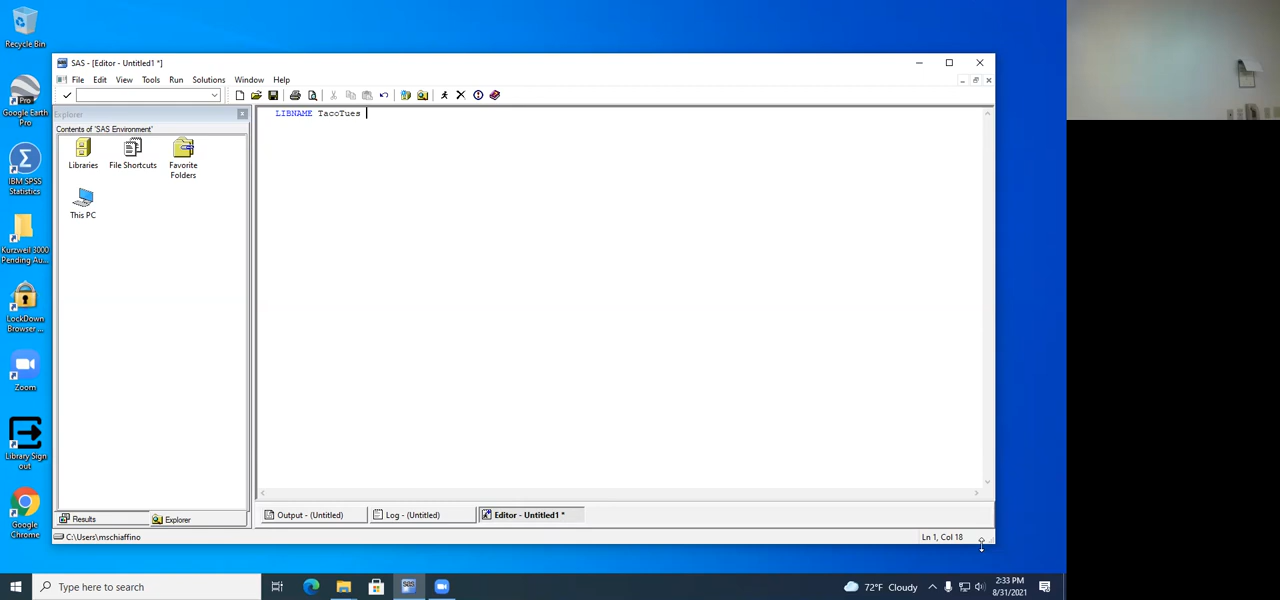 Recycle Bin
Google Earth
Pro
IBM SPSS
Statistics
Kurzweil 3000
Pending Au...
LockDown
Browser ...
Zoom
Library Sign
out
Google
Chrome
SAS - [Editor - Untitled1 *]
File Edit View Tools Run Solutions Window Help
Explorer
Contents of 'SAS Environment'
Libraries
File Shortcuts
Favorite
Folders
This PC
LIBNAME TacoTues
Results
Explorer
Output - (Untitled)
Log - (Untitled)
Editor - Untitled1 *
C:\Users\mschiaffino
Ln 1, Col 18
Type here to search
sas
72°F Cloudy
2:33 PM
8/31/2021